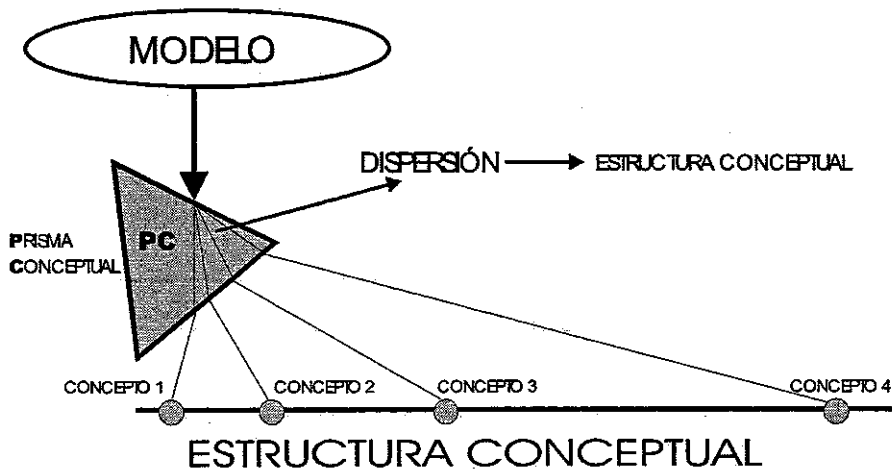 MODELO
DISPERSIÓN
ESTRUCTURA CONCEPTUAL
PRISMA
CONCEPTUAL
PC
CONCEPTO 1
CONCEPTO 2
CONCEPTO 3
CONCEPTO 4
ESTRUCTURA CONCEPTUAL